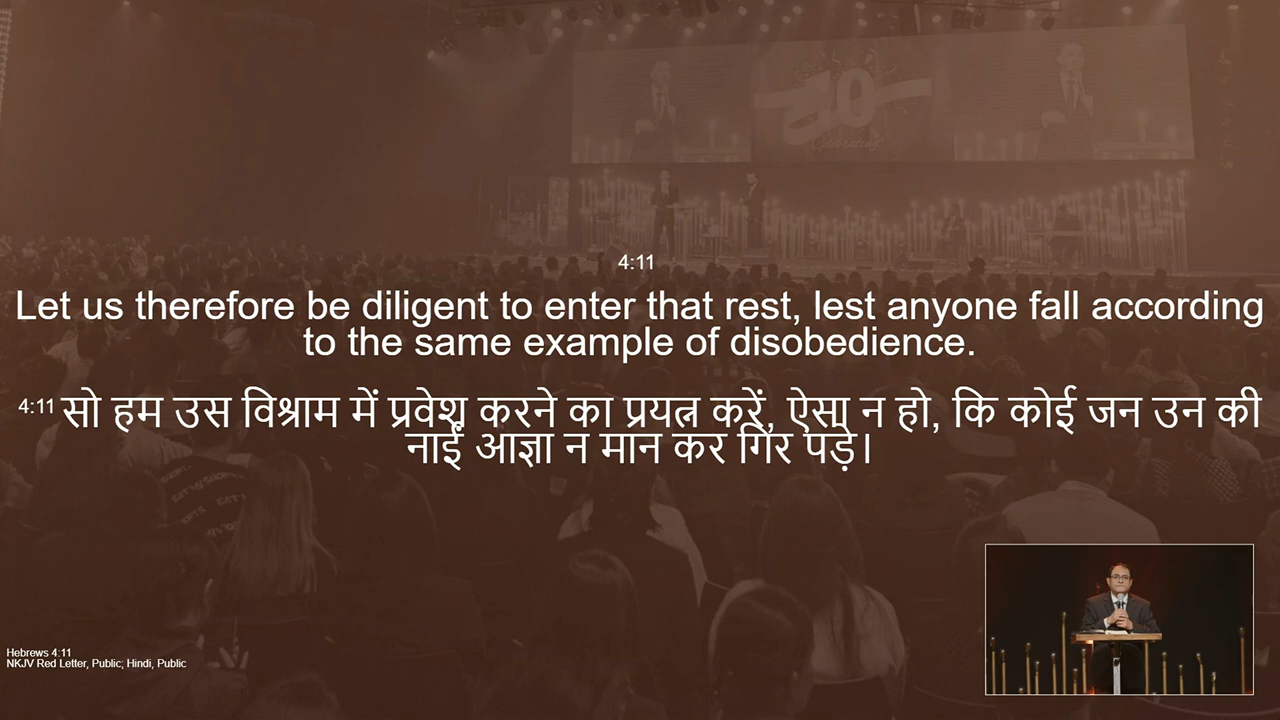 40
Celebrating
4:11
Let us therefore be diligent to enter that rest, lest anyone fall according
to the same example of disobedience.
4:11 सो हम उस विश्राम में प्रवेश करने का प्रयत्न करें, ऐसा न हो, कि कोई जन उन की
नाईं आज्ञा न मान कर गिर पड़े।
Hebrews 4:11
NKJV Red Letter, Public; Hindi, Public